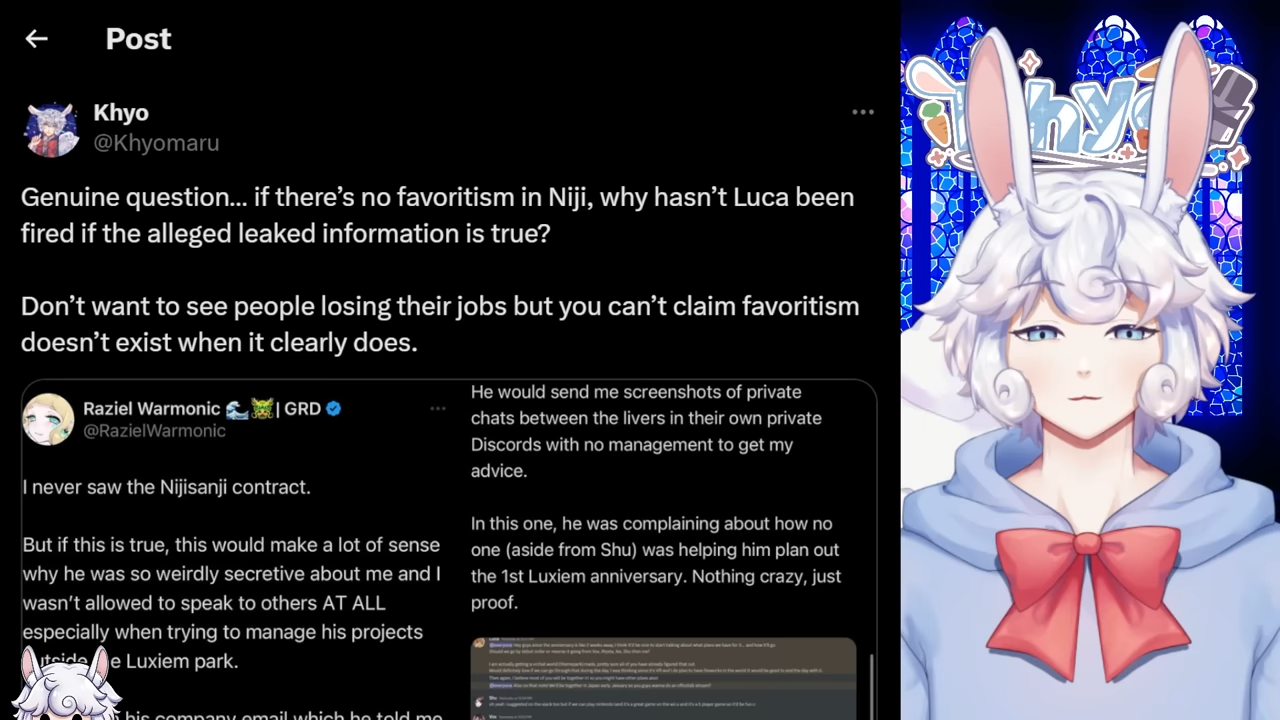 Post
Khyo
@Khyomaru
Genuine question... if there's no favoritism in Niji, why hasn't Luca been
fired if the alleged leaked information is true?
Don't want to see people losing their jobs but you can't claim favoritism
doesn't exist when it clearly does.
Raziel Warmonic 🌊🐲| GRD
@RazielWarmonic
I never saw the Nijisanji contract.
But if this is true, this would make a lot of sense
why he was so weirdly secretive about me and I
wasn't allowed to speak to others AT ALL
especially when trying to manage his projects
outside the Luxiem park.
his company email which he told me
He would send me screenshots of private
chats between the livers in their own private
Discords with no management to get my
advice.
In this one, he was complaining about how no
one (aside from Shu) was helping him plan out
the 1st Luxiem anniversary. Nothing crazy, just
proof.
Khyo